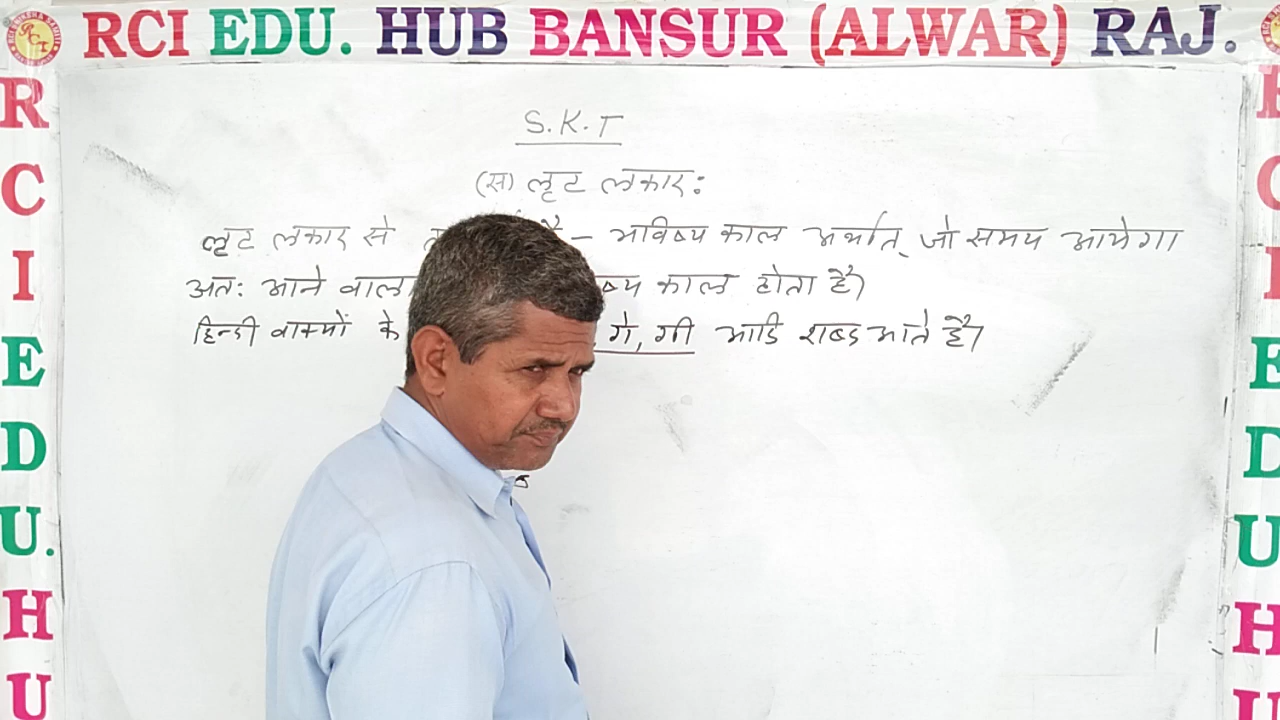 RCI EDU. HUB BANSUR (ALWAR) RAJ.
S.K.T
(स) लृट लकार:
लृट लकार से है - भविष्य काल अर्थात् जो समय आयेगा
अत: आने वाला काल होता है।
हिन्दी वाक्यों के गे, गी आदि शब्द आते हैं।
R
C
I
E
D
U.
H
U
E
D
U
H
U